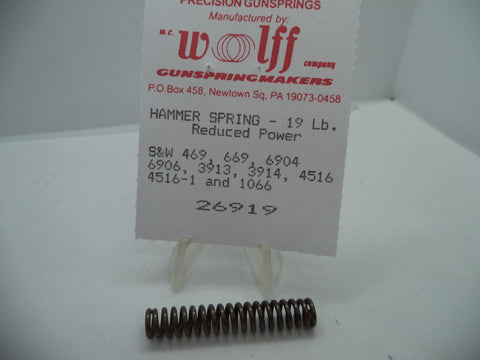 PRECISION GUNSPRINGS
Manufactured by:
W. C.
wolff
company
GUNSPRINGMAKERS
P.O.Box 458, Newtown Sq, PA 19073-0458
HAMMER SPRING - 19 Lb.
Reduced Power
S&W 469, 669, 6904
6906, 3913, 3914, 4516
4516-1 and 1066
26919